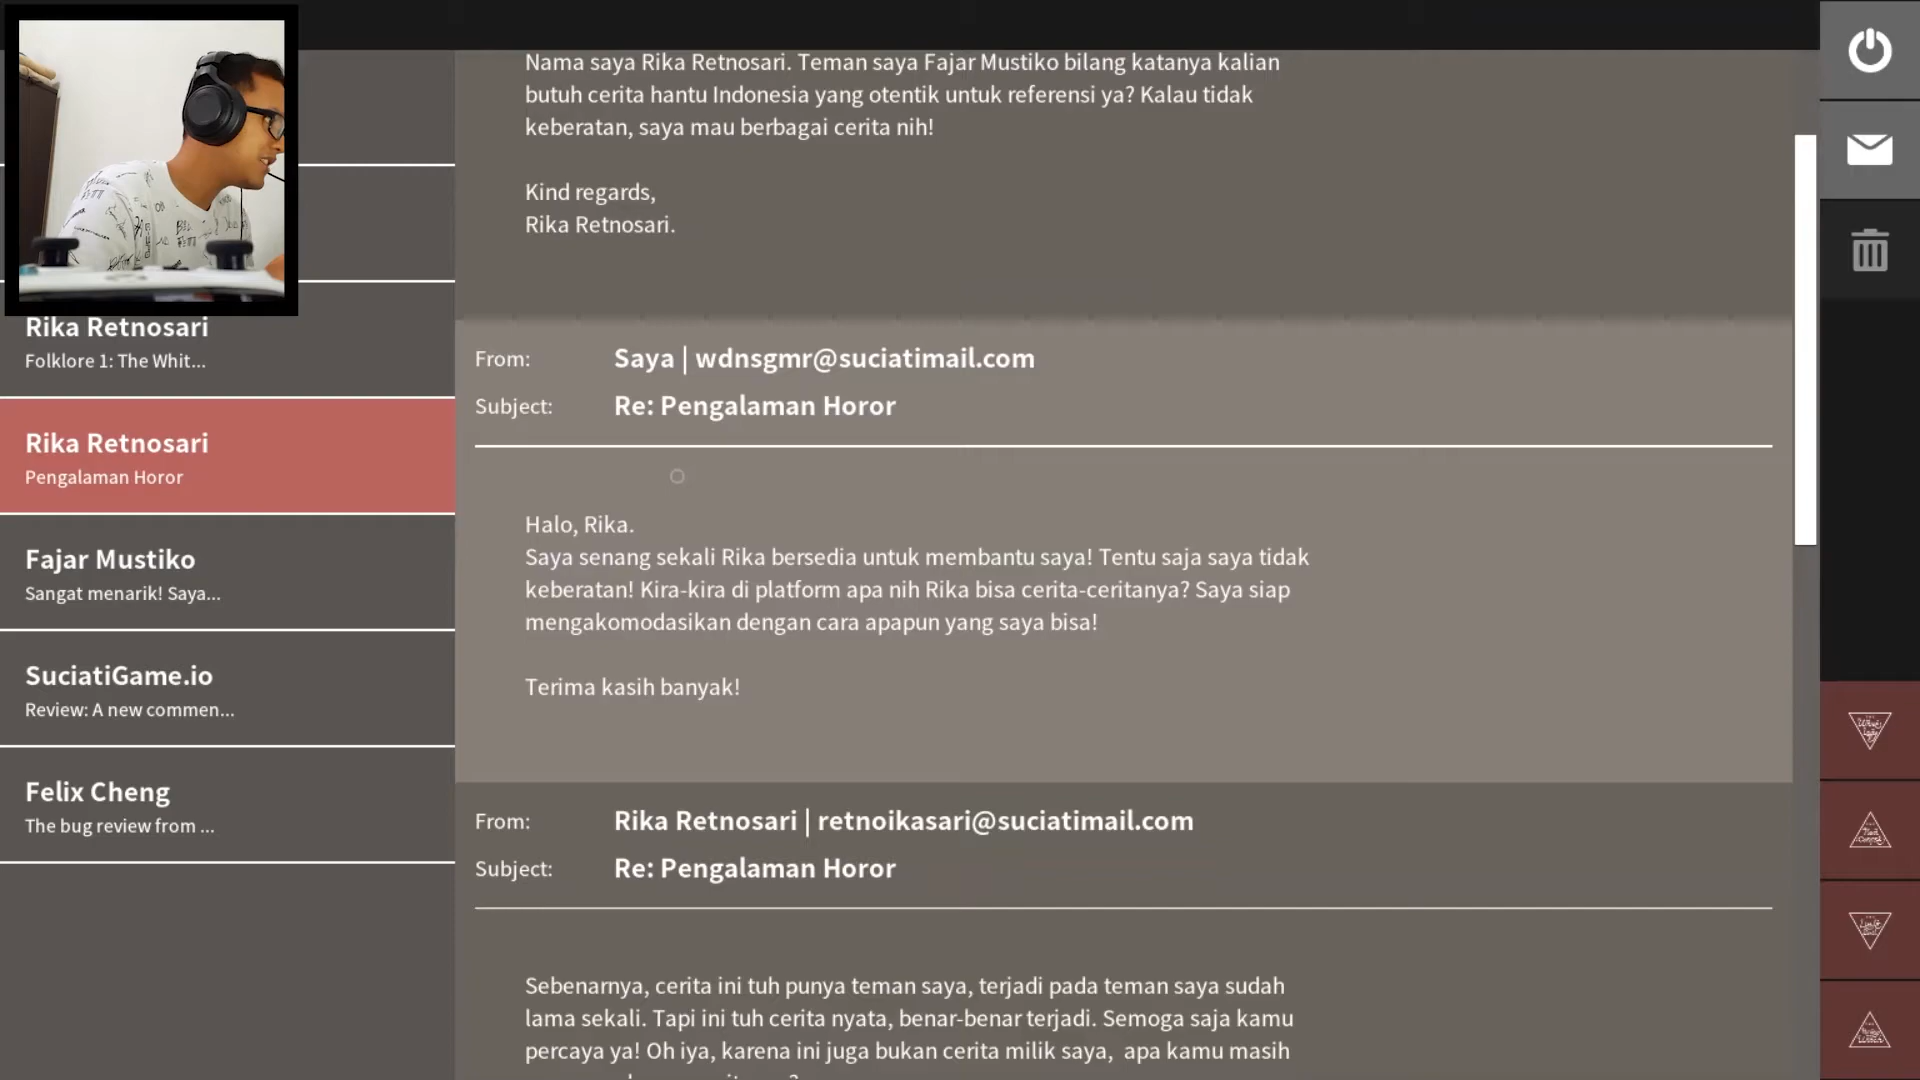 Nama saya Rika Retnosari. Teman saya Fajar Mustiko bilang katanya kalian
butuh cerita hantu Indonesia yang otentik untuk referensi ya? Kalau tidak
keberatan, saya mau berbagai cerita nih!
Kind regards,
Rika Retnosari.
Rika Retnosari
Folklore 1: The Whit...
Rika Retnosari
Pengalaman Horor
Fajar Mustiko
Sangat menarik! Saya...
SuciatiGame.io
Review: A new commen...
Felix Cheng
The bug review from ...
From: Saya | wdnsgmr@suciatimail.com
Subject: Re: Pengalaman Horor
Halo, Rika.
Saya senang sekali Rika bersedia untuk membantu saya! Tentu saja saya tidak
keberatan! Kira-kira di platform apa nih Rika bisa cerita-ceritanya? Saya siap
mengakomodasikan dengan cara apapun yang saya bisa!
Terima kasih banyak!
From: Rika Retnosari | retnoikasari@suciatimail.com
Subject: Re: Pengalaman Horor
Sebenarnya, cerita ini tuh punya teman saya, terjadi pada teman saya sudah
lama sekali. Tapi ini tuh cerita nyata, benar-benar terjadi. Semoga saja kamu
percaya ya! Oh iya, karena ini juga bukan cerita milik saya, apa kamu masih